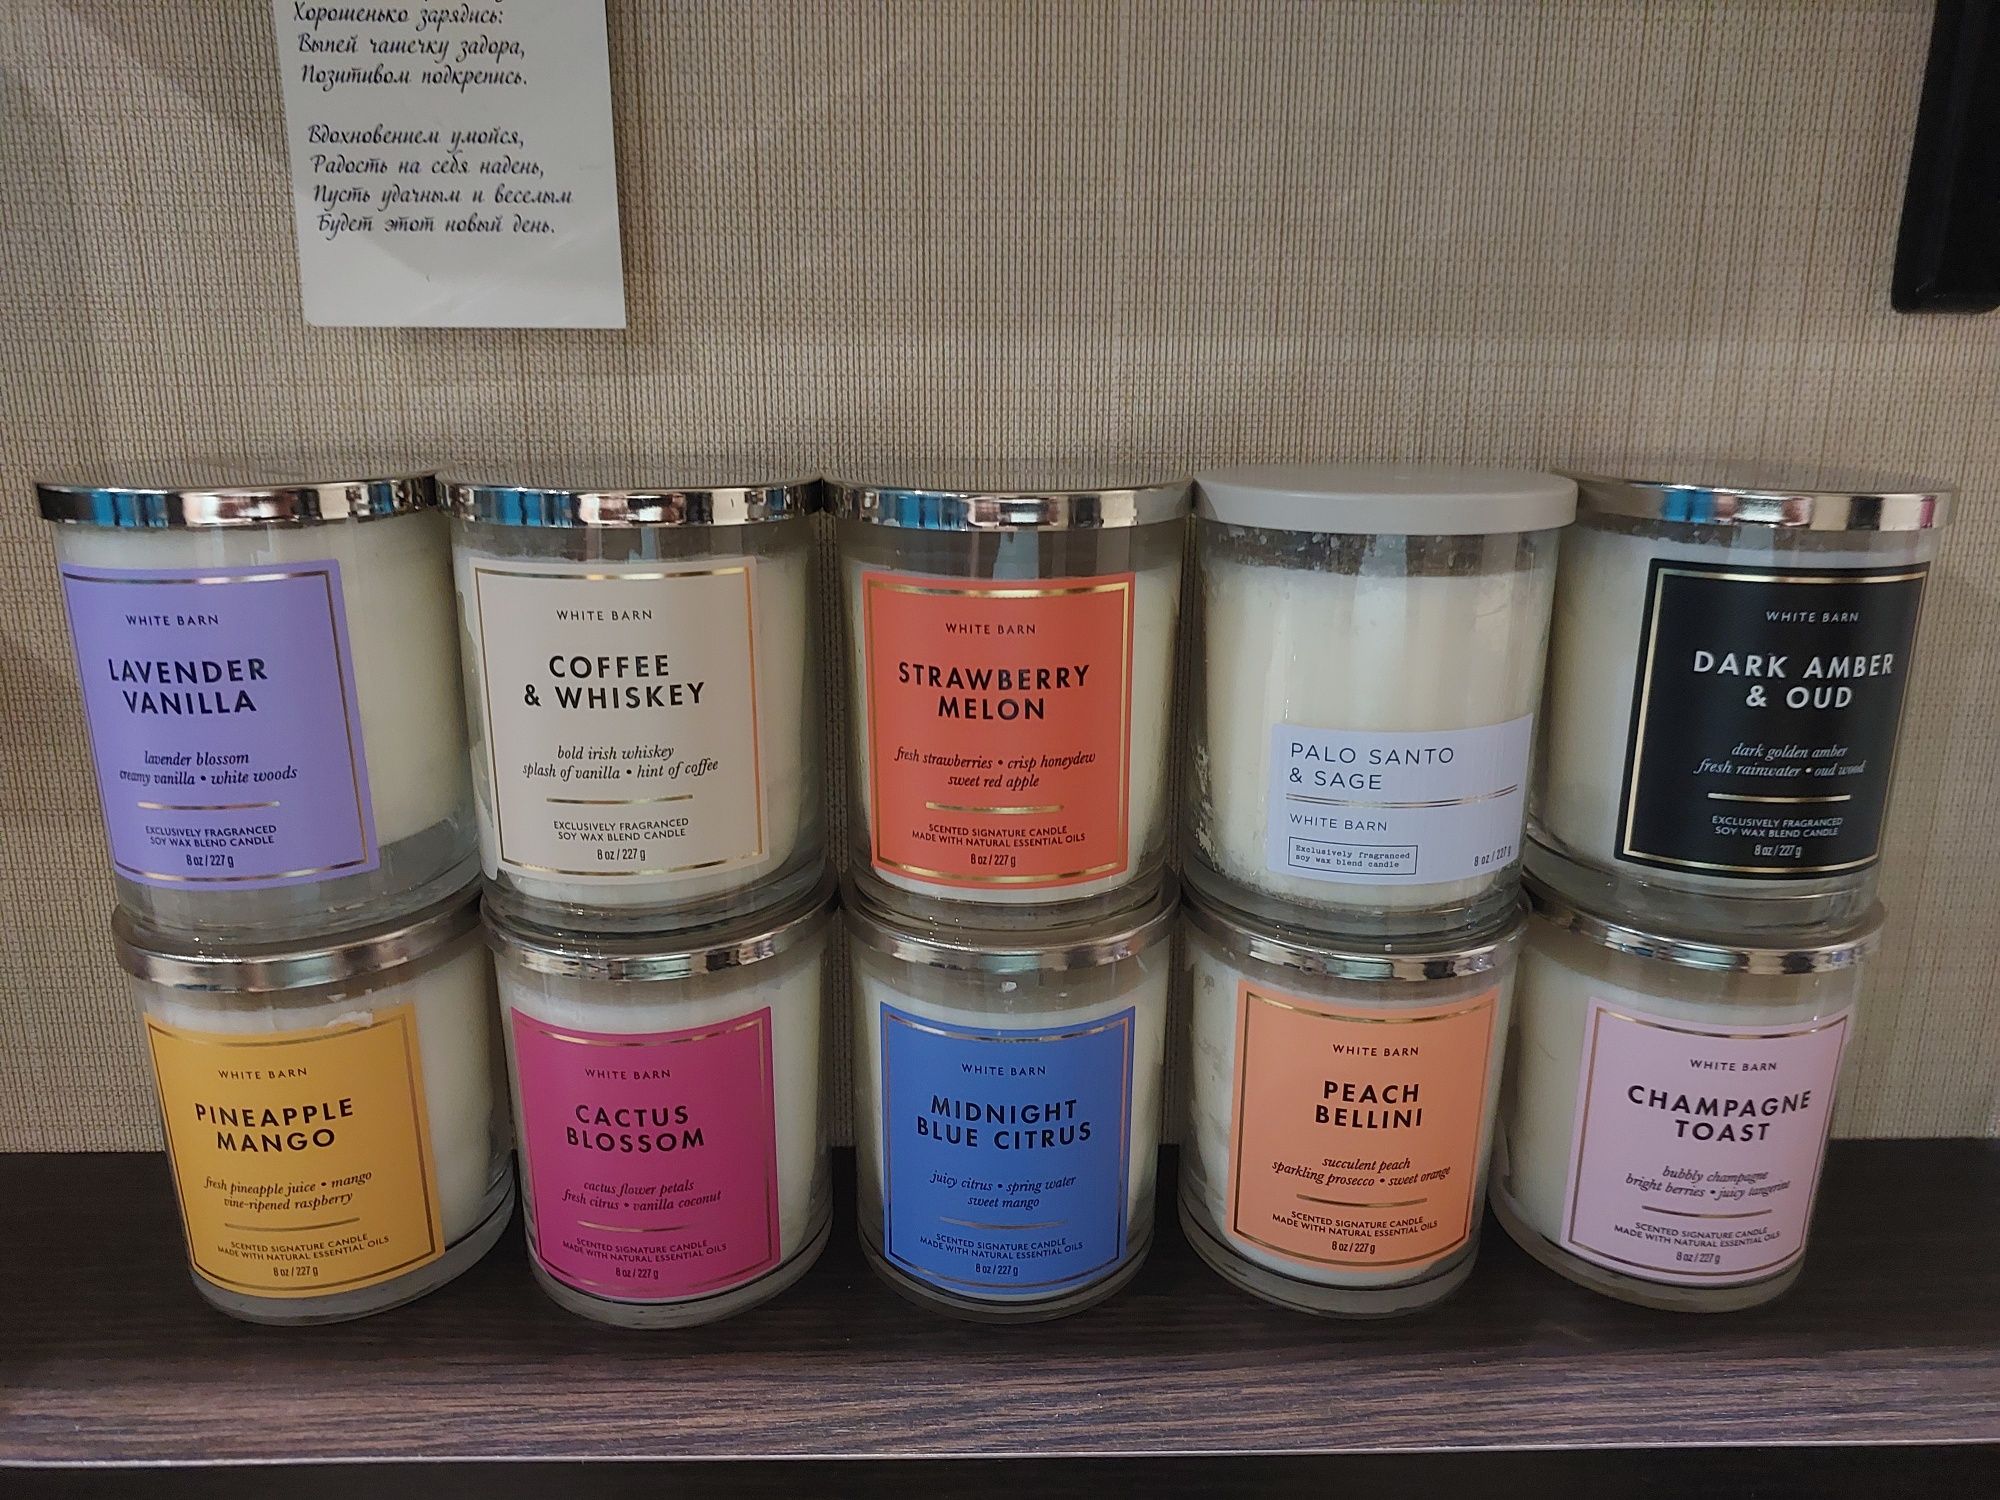 Хорошенько зарядись:
Выпей чашечку задора,
Позитивом подкрепись.
Вдохновением умойся,
Радость на себя надень,
Пусть удачным и веселым
Будет этот новый день.
WHITE BARN
LAVENDER
VANILLA
lavender blossom
creamy vanilla • white woods
EXCLUSIVELY FRAGRANCED
SOY WAX BLEND CANDLE
8 oz / 227 g
WHITE BARN
COFFEE
& WHISKEY
bold irish whiskey
splash of vanilla • hint of coffee
EXCLUSIVELY FRAGRANCED
SOY WAX BLEND CANDLE
8 oz / 227 g
WHITE BARN
STRAWBERRY
MELON
fresh strawberries • crisp honeydew
sweet red apple
SCENTED SIGNATURE CANDLE
MADE WITH NATURAL ESSENTIAL OILS
8 oz / 227 g
PALO SANTO
& SAGE
WHITE BARN
Exclusively fragranced
soy wax blend candle
8 oz / 227 g
WHITE BARN
DARK AMBER
& OUD
dark golden amber
fresh rainwater • oud wood
EXCLUSIVELY FRAGRANCED
SOY WAX BLEND CANDLE
8 oz / 227 g
WHITE BARN
PINEAPPLE
MANGO
fresh pineapple juice • mango
vine-ripened raspberry
SCENTED SIGNATURE CANDLE
MADE WITH NATURAL ESSENTIAL OILS
8 oz / 227 g
WHITE BARN
CACTUS
BLOSSOM
cactus flower petals
fresh citrus • vanilla coconut
SCENTED SIGNATURE CANDLE
MADE WITH NATURAL ESSENTIAL OILS
8 oz / 227 g
WHITE BARN
MIDNIGHT
BLUE CITRUS
juicy citrus • spring water
sweet mango
SCENTED SIGNATURE CANDLE
MADE WITH NATURAL ESSENTIAL OILS
8 oz / 227 g
WHITE BARN
PEACH
BELLINI
succulent peach
sparkling prosecco • sweet orange
SCENTED SIGNATURE CANDLE
MADE WITH NATURAL ESSENTIAL OILS
8 oz / 227 g
WHITE BARN
CHAMPAGNE
TOAST
bubbly champagne
bright berries • juicy tangerine
SCENTED SIGNATURE CANDLE
MADE WITH NATURAL ESSENTIAL OILS
8 oz / 227 g